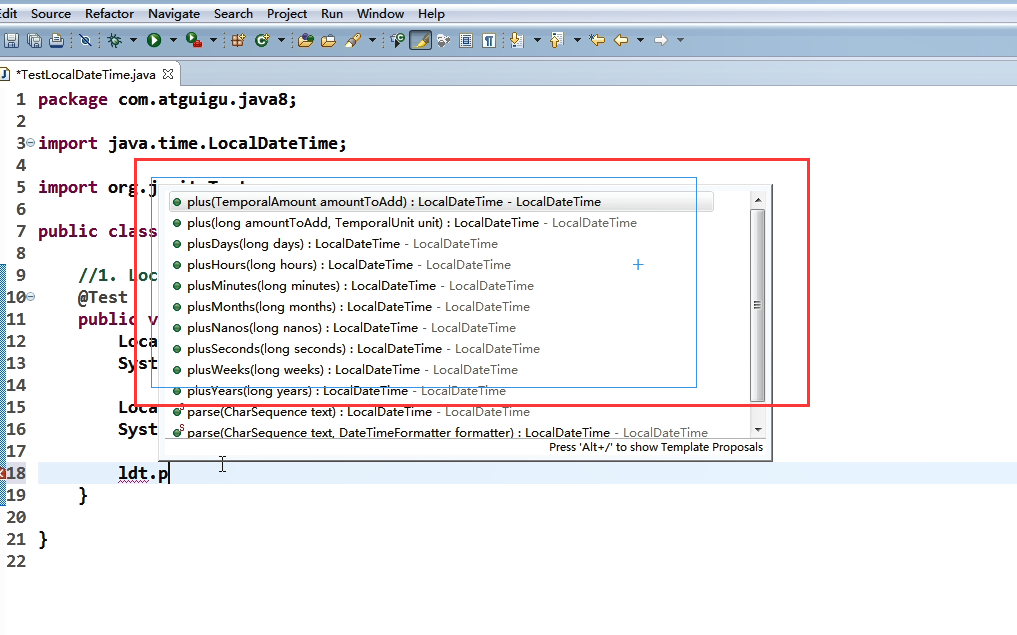 dit Source Refactor Navigate Search Project Run Window Help
*TestLocalDateTime.java
1 package com.atguigu.java8;
2
3 import java.time.LocalDateTime;
4
5 import org.
6
plus(TemporalAmount amountToAdd) : LocalDateTime - LocalDateTime
plus(long amountToAdd, TemporalUnit unit) : LocalDateTime - LocalDateTime
7 public class
plusDays(long days) : LocalDateTime - LocalDateTime
8
plusHours(long hours) : LocalDateTime - LocalDateTime
9 //1. Loc
plusMinutes(long minutes) : LocalDateTime - LocalDateTime
10 @Test
plusMonths(long months) : LocalDateTime - LocalDateTime
11 public v
plusNanos(long nanos) : LocalDateTime - LocalDateTime
12 Loca
plusSeconds(long seconds) : LocalDateTime - LocalDateTime
13 Syst
plusWeeks(long weeks) : LocalDateTime - LocalDateTime
14
plusYears(long years) : LocalDateTime - LocalDateTime
15 Loca
parse(CharSequence text) : LocalDateTime - LocalDateTime
16 Syst
parse(CharSequence text, DateTimeFormatter formatter) : LocalDateTime - LocalDateTime
17
Press 'Alt+/' to show Template Proposals
18 ldt.p
19 }
20
21 }
22